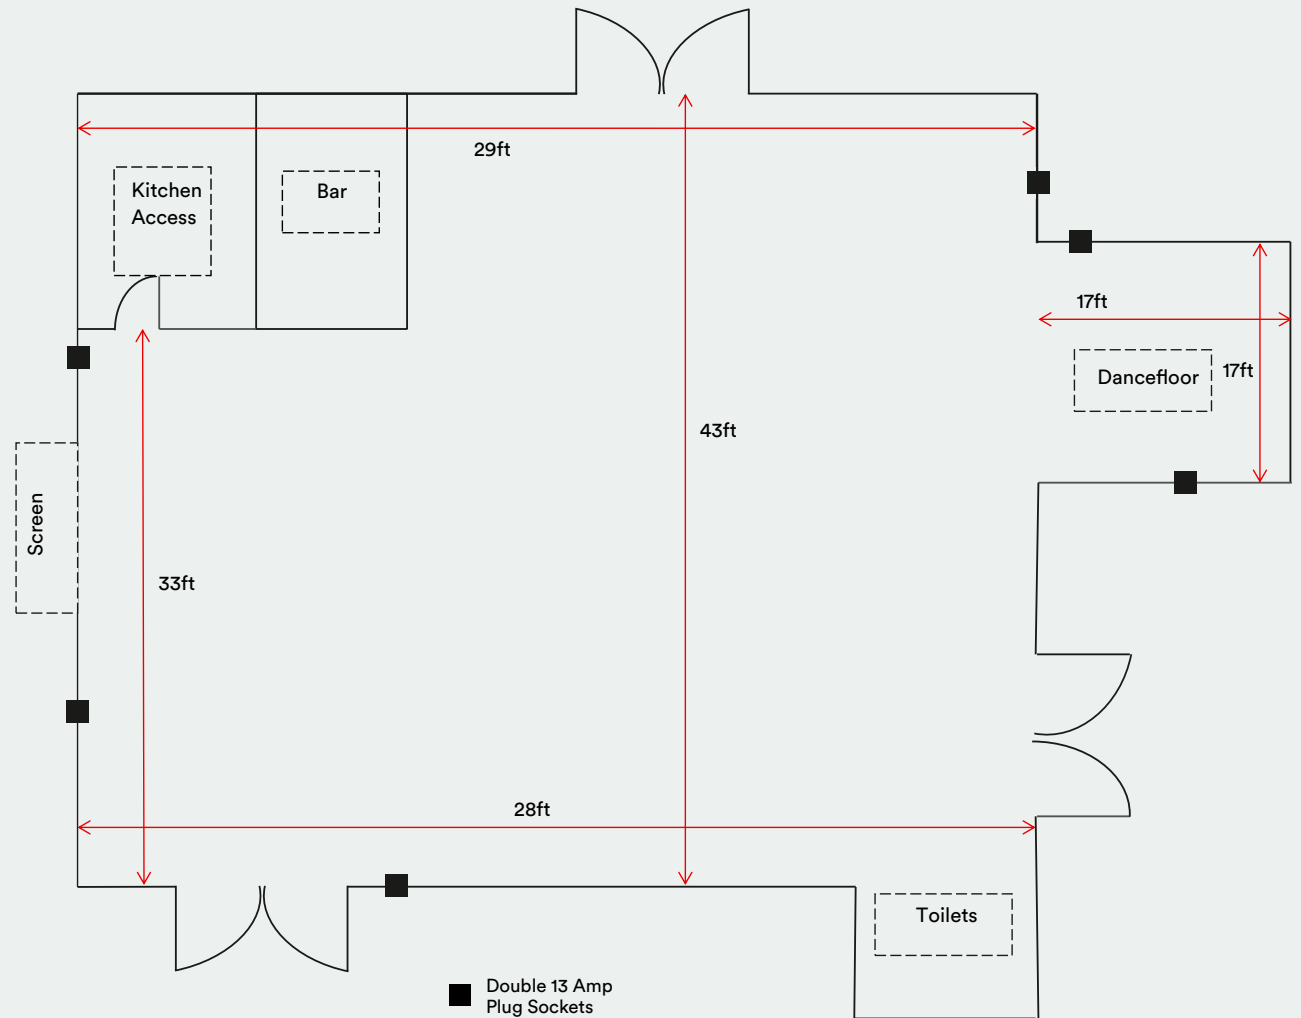 29ft
Kitchen
Access
Bar
17ft
Dancefloor
17ft
43ft
Screen
33ft
28ft
Toilets
Double 13 Amp
Plug Sockets